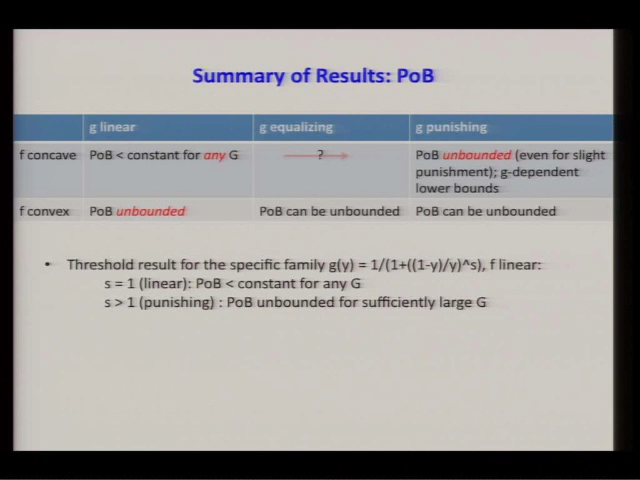 Summary of Results: PoB
g linear g equalizing g punishing
f concave PoB < constant for any G ? PoB unbounded (even for slight
punishment); g-dependent
lower bounds
f convex PoB unbounded PoB can be unbounded PoB can be unbounded
• Threshold result for the specific family g(y) = 1/(1+((1-y)/y)^s), f linear:
s = 1 (linear): PoB < constant for any G
s > 1 (punishing) : PoB unbounded for sufficiently large G